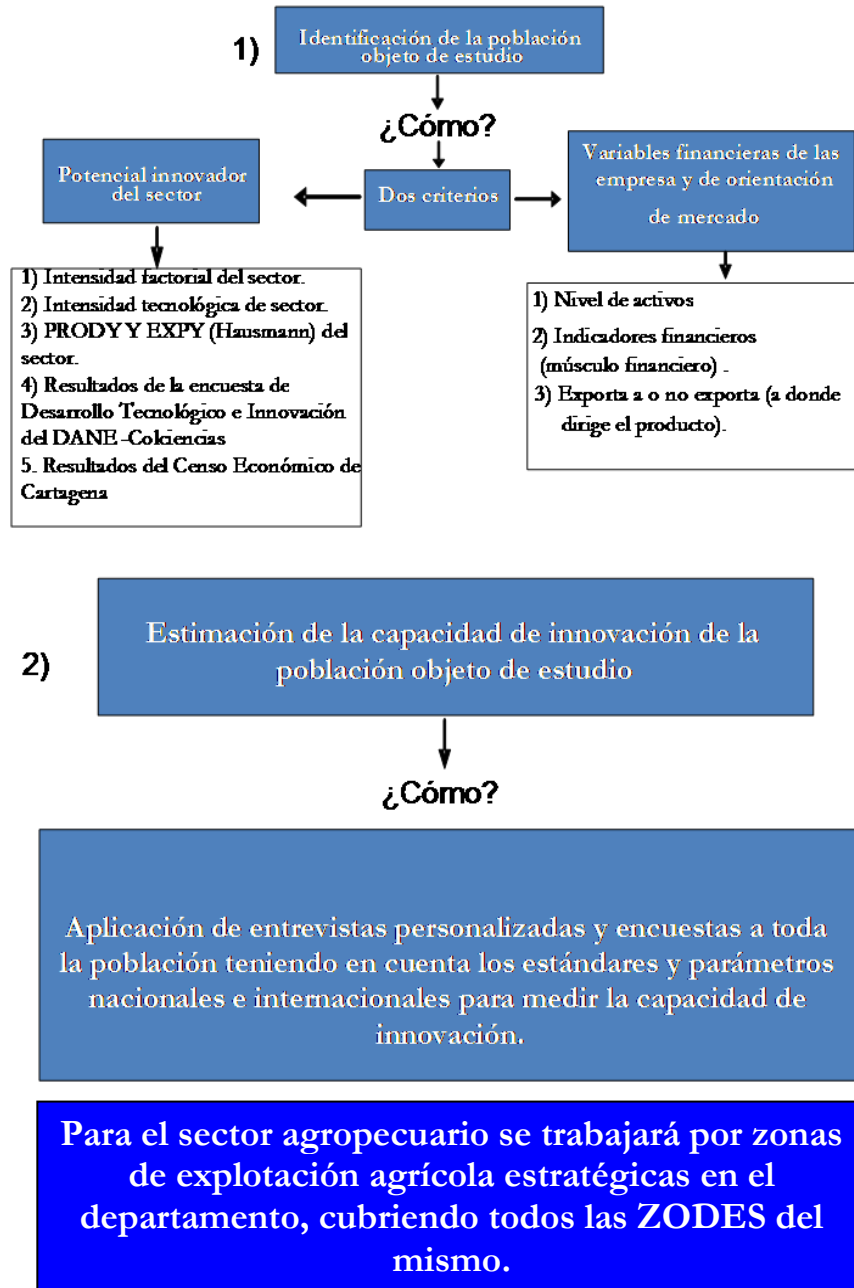 1)
Identificación de la población
objeto de estudio
¿Cómo?
Potencial innovador
del sector
Dos criterios
Variables financieras de las
empresa y de orientación
de mercado
1) Intensidad factorial del sector.
2) Intensidad tecnológica de sector.
3) PRODY Y EXPY (Hausmann) del
sector.
4) Resultados de la encuesta de
Desarrollo Tecnológico e Innovación
del DANE -Colciencias
5. Resultados del Censo Económico de
Cartagena
1) Nivel de activos
2) Indicadores financieros
(músculo financiero) .
3) Exporta a o no exporta (a donde
dirige el producto).
2)
Estimación de la capacidad de innovación de la
población objeto de estudio
¿Cómo?
Aplicación de entrevistas personalizadas y encuestas a toda
la población teniendo en cuenta los estándares y parámetros
nacionales e internacionales para medir la capacidad de
innovación.
Para el sector agropecuario se trabajará por zonas
de explotación agrícola estratégicas en el
departamento, cubriendo todos las ZODES del
mismo.